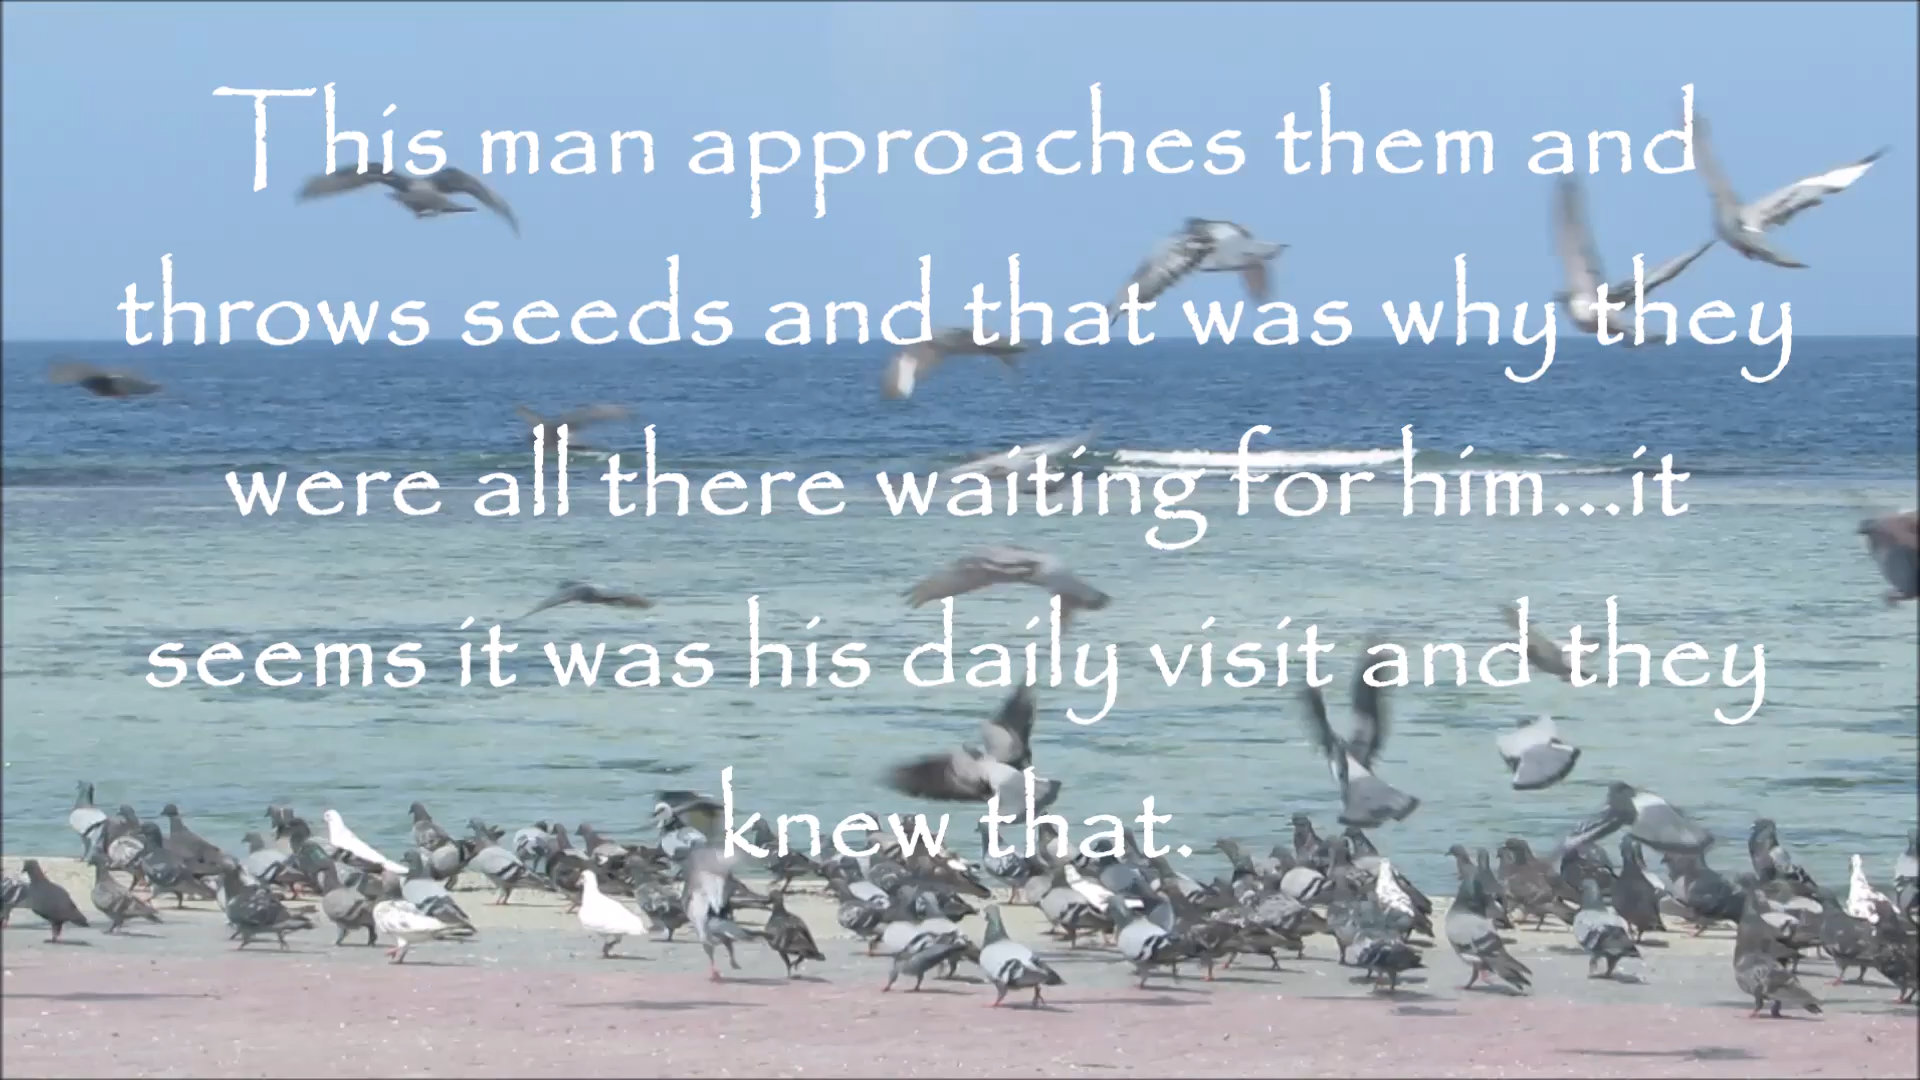 This man approaches them and
throws seeds and that was why they
were all there waiting for him...it
seems it was his daily visit and they
knew that.